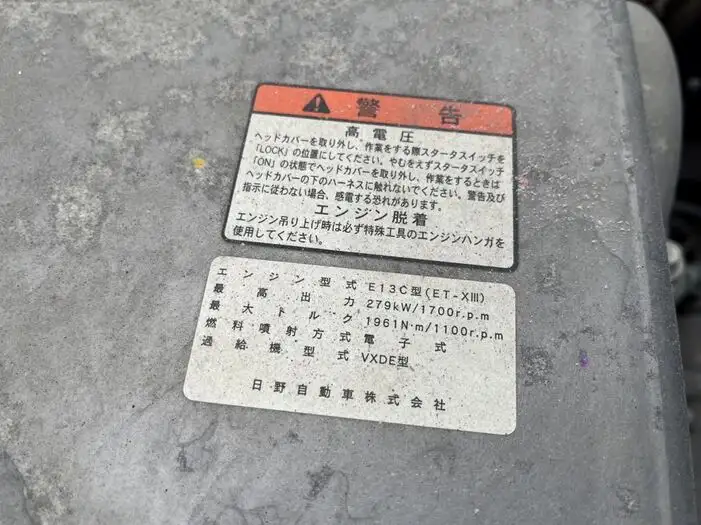 警告
高電圧
ヘッドカバーを取り外し、作業をする際スタータスイッチを
「LOCK」の位置にしてください。やむをえずスタータスイッチ
「ON」の状態でヘッドカバーを取り外し、作業をするときは
ヘッドカバーの下のハーネスに触れないでください。警告及び
指示に従わない場合、感電する恐れがあります。
エンジン脱着
エンジン吊り上げ時は必ず特殊工具のエンジンハンガを
使用してください。
エンジン型式 E13C型(ET-XIII)
最高出力 279kW/1700r.p.m
最大トルク 1961N·m/1100r.p.m
燃料噴射方式 電子式
過給機型式 VXDE型
日野自動車株式会社